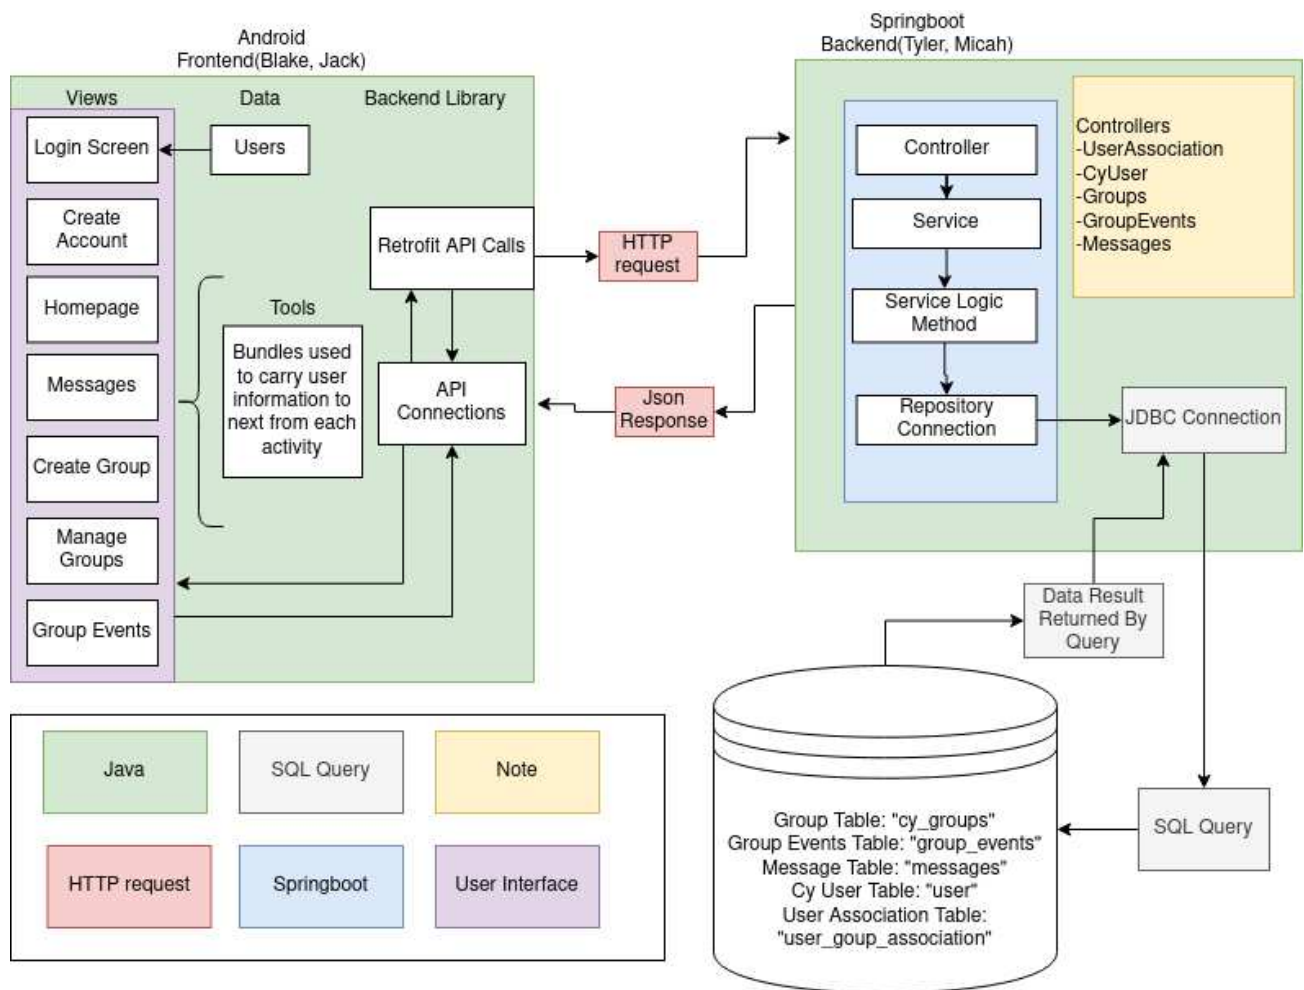 Android
Frontend(Blake, Jack)
Springboot
Backend(Tyler, Micah)
Views
Data
Backend Library
Login Screen
Users
Create
Account
Homepage
Messages
Create Group
Manage
Groups
Group Events
Tools
Bundles used
to carry user
information to
next from each
activity
Retrofit API Calls
API
Connections
HTTP
request
Json
Response
Controller
Service
Service Logic
Method
Repository
Connection
Controllers
-UserAssociation
-CyUser
-Groups
-GroupEvents
-Messages
JDBC Connection
Data Result
Returned By
Query
SQL Query
Group Table: "cy_groups"
Group Events Table: "group_events"
Message Table: "messages"
Cy User Table: "user"
User Association Table:
"user_goup_association"
Java
SQL Query
Note
HTTP request
Springboot
User Interface